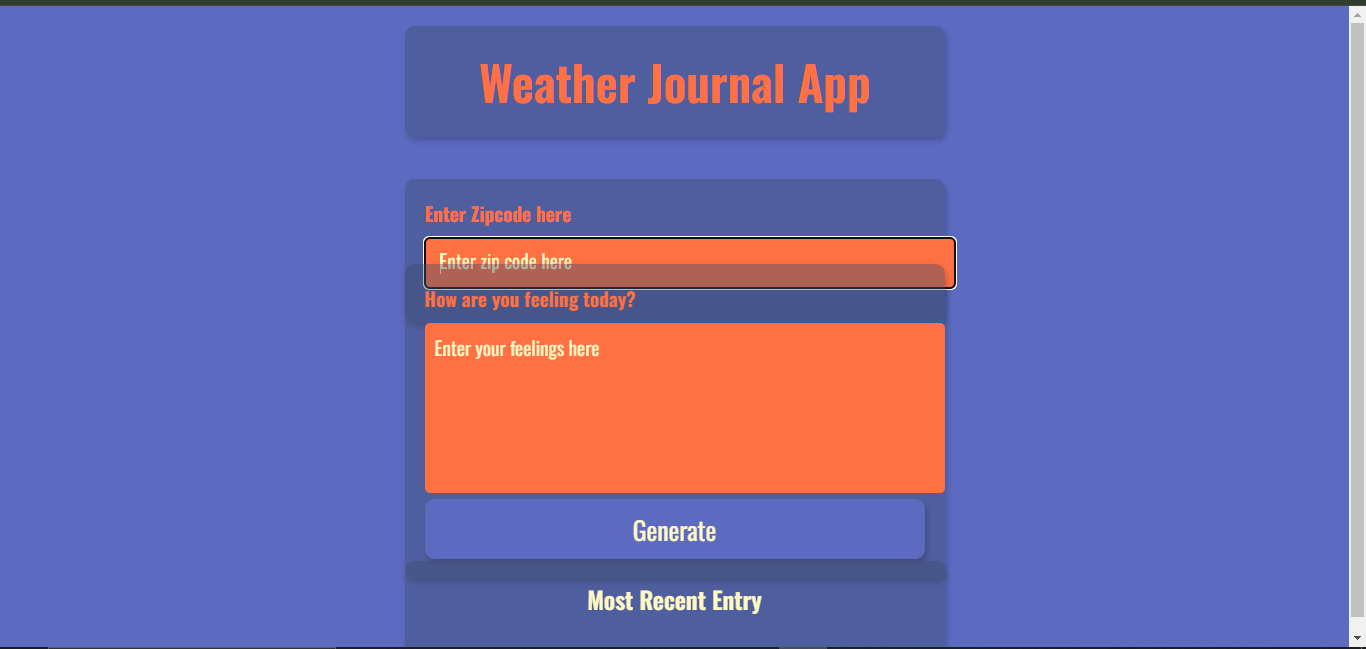 Weather Journal App
Enter Zipcode here
Enter zip code here
How are you feeling today?
Enter your feelings here
Generate
Most Recent Entry